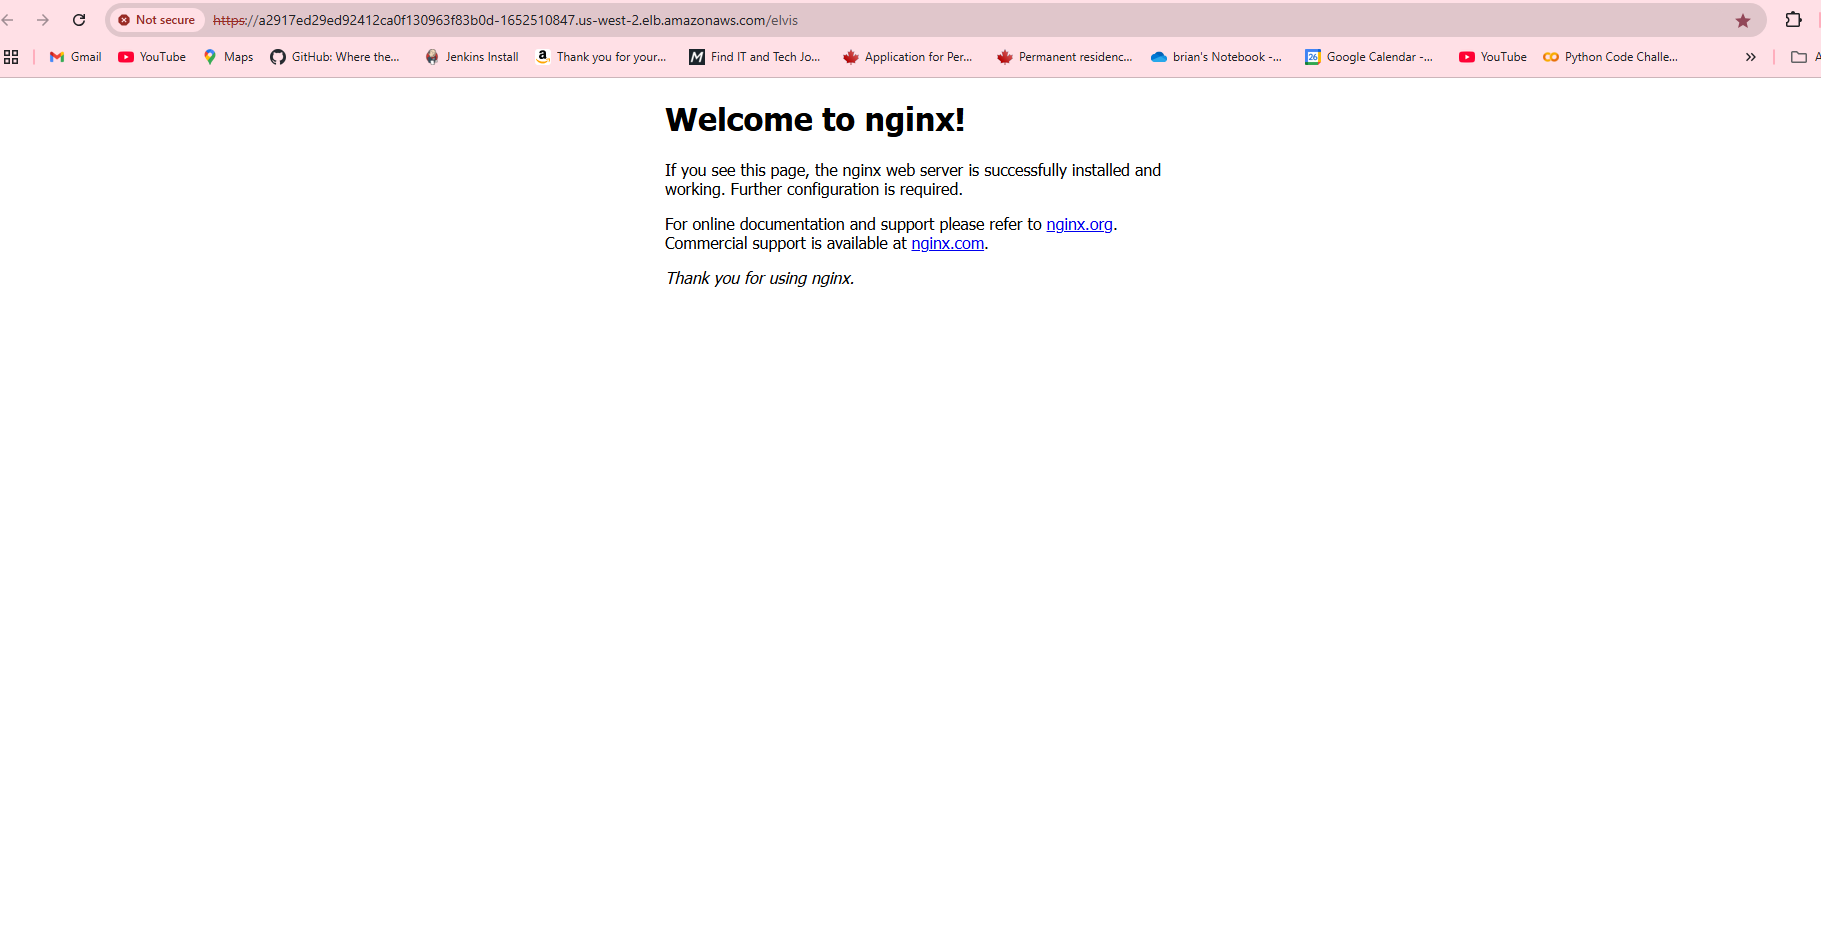 Not secure
https://a2917ed29ed92412ca0f130963f83b0d-1652510847.us-west-2.elb.amazonaws.com/elvis
Gmail YouTube Maps GitHub: Where the... Jenkins Install a Thank you for your... M Find IT and Tech Jo... Application for Per... Permanent residenc... brian's Notebook -... 26 Google Calendar -... YouTube Python Code Challe... » A
Welcome to nginx!
If you see this page, the nginx web server is successfully installed and
working. Further configuration is required.
For online documentation and support please refer to nginx.org.
Commercial support is available at nginx.com.
Thank you for using nginx.